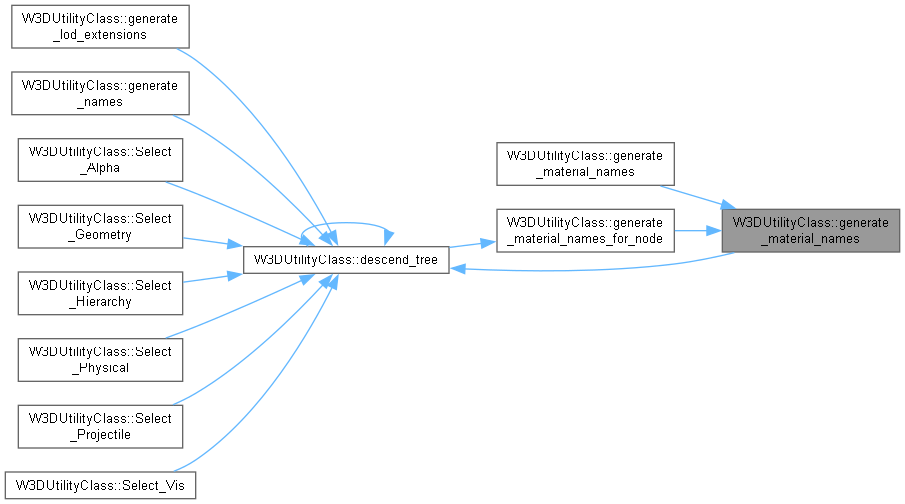 W3DUtilityClass::generate
_lod_extensions
W3DUtilityClass::generate
_names
W3DUtilityClass::Select
_Alpha
W3DUtilityClass::Select
_Geometry
W3DUtilityClass::Select
_Hierarchy
W3DUtilityClass::Select
_Physical
W3DUtilityClass::Select
_Projectile
W3DUtilityClass::Select_Vis
W3DUtilityClass::descend_tree
W3DUtilityClass::generate
_material_names
W3DUtilityClass::generate
_material_names_for_node
W3DUtilityClass::generate
_material_names